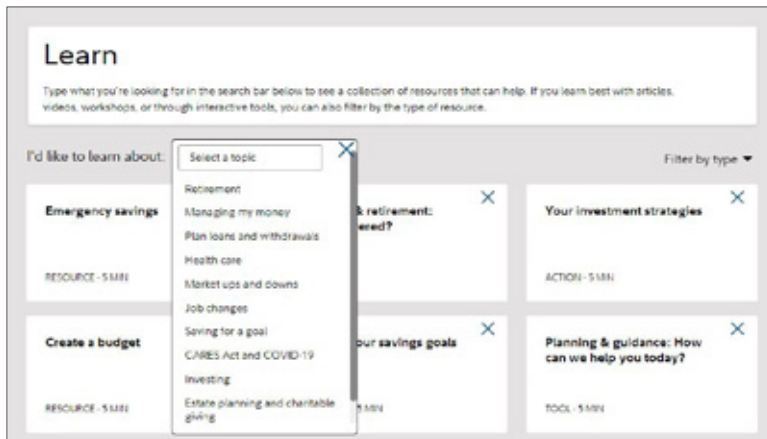 Learn
Type what you're looking for in the search bar below to see a collection of resources that can help. If you learn best with articles,
videos, workshops, or through interactive tools, you can also filter by the type of resource.
I'd like to learn about:
Select a topic
Filter by type
Retirement
Managing my money
Plan loans and withdrawals
Health care
Market ups and downs
Job changes
Saving for a goal
CARES Act and COVID-19
Investing
Estate planning and charitable
giving
Emergency savings
RESOURCE - 5 MIN
& retirement:
ered?
Your investment strategies
ACTION - 5 MIN
Create a budget
RESOURCE - 5 MIN
our savings goals
5 MIN
Planning & guidance: How
can we help you today?
TOOL - 5 MIN